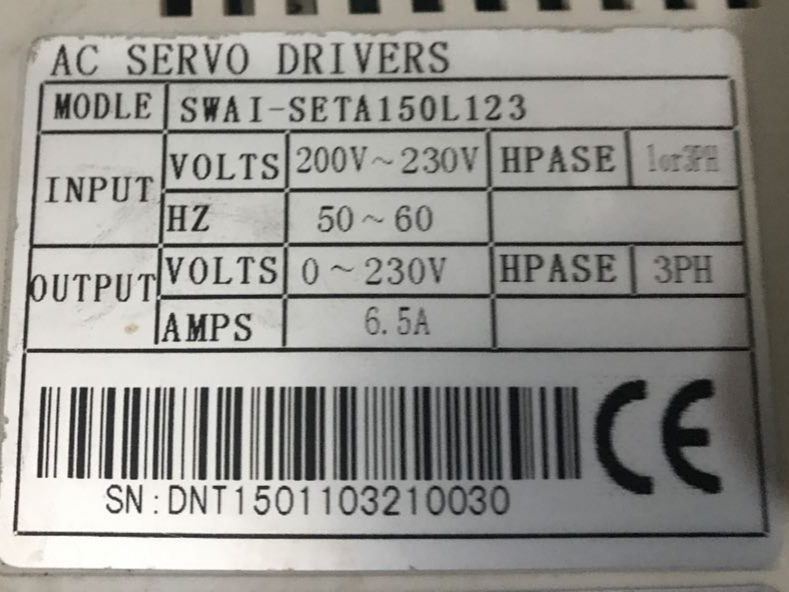 AC SERVO DRIVERS
MODLE SWAI-SETA150L123
INPUT VOLTS 200V~230V HPASE 1or3PH
HZ 50~60
OUTPUT VOLTS 0~230V HPASE 3PH
AMPS 6.5A
CE
SN:DNT1501103210030